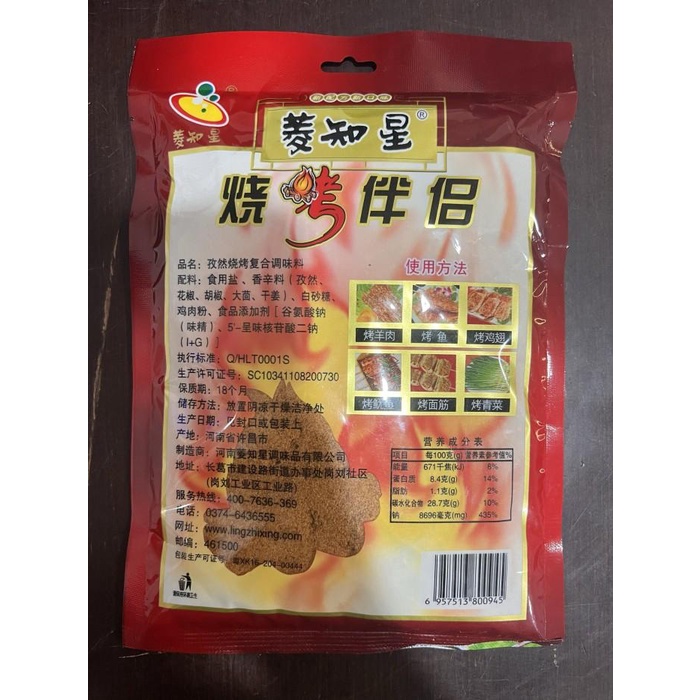 菱知星®
菱知星®
烧烤伴侣
品名：孜然烧烤复合调味料
配料：食用盐、香辛料（孜然、
花椒、胡椒、大茴、干姜）、白砂糖、
鸡肉粉、食品添加剂［谷氨酸钠
（味精）、5'-呈味核苷酸二钠
（I+G）］
执行标准：Q/HLT0001S
生产许可证号：SC10341108200730
保质期：18个月
储存方法：放置阴凉干燥洁净处
生产日期：见封口或包装上
产地：河南省许昌市
制造商：河南菱知星调味品有限公司
地址：长葛市建设路街道办事处岗刘社区
（岗刘工业区工业路）
服务热线：400-7636-369
电话：0374-6436555
网址：www.lingzhixing.com
邮编：461500
包装生产许可证号：
使用方法
烤羊肉 烤鱼 烤鸡翅
烤鱿鱼 烤面筋 烤青菜
营养成分表
项目 每100克(g) 营养素参考值%
能量 671千焦(kJ) 8%
蛋白质 8.4克(g) 14%
脂肪 1.1克(g) 2%
碳水化合物 28.7克(g) 10%
钠 8696毫克(mg) 435%
6 957513 800945